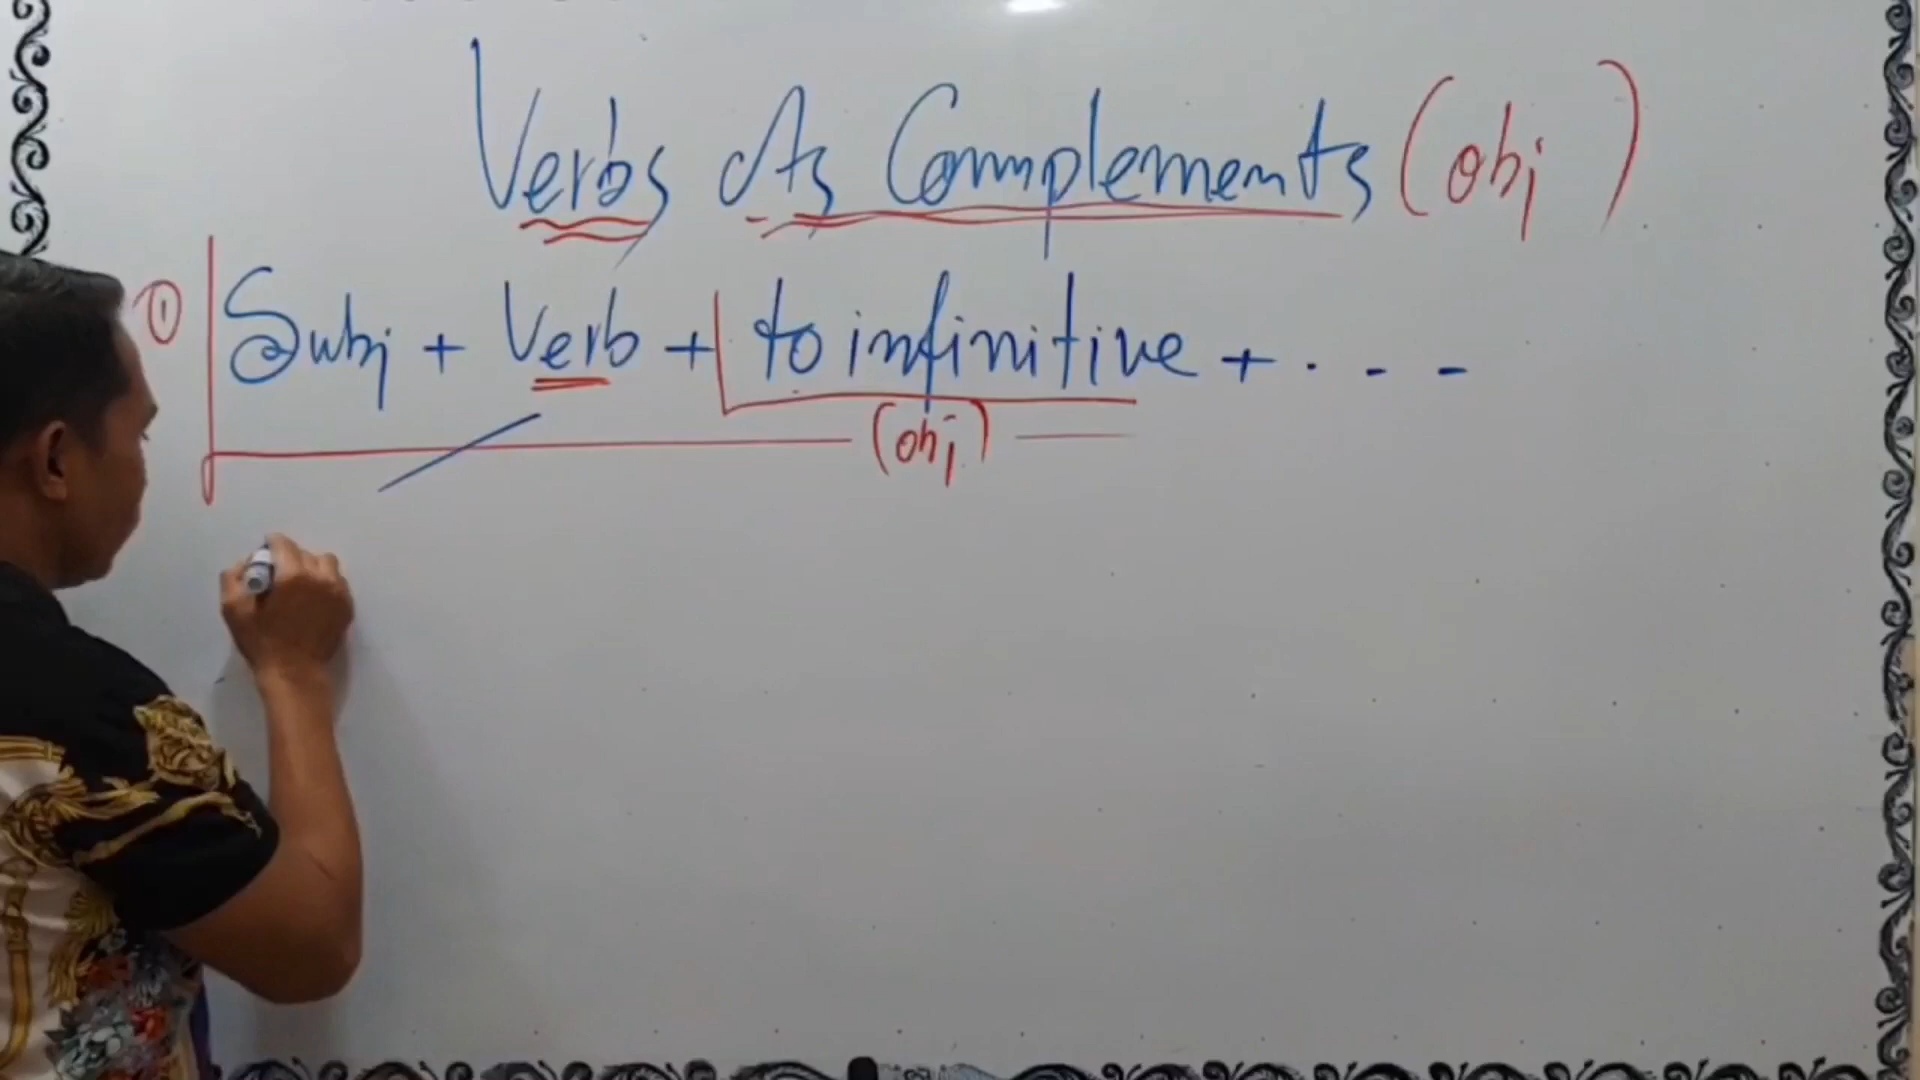 Verbs As Complements (obj)
① Subj + Verb + to infinitive + . - -
(obj)